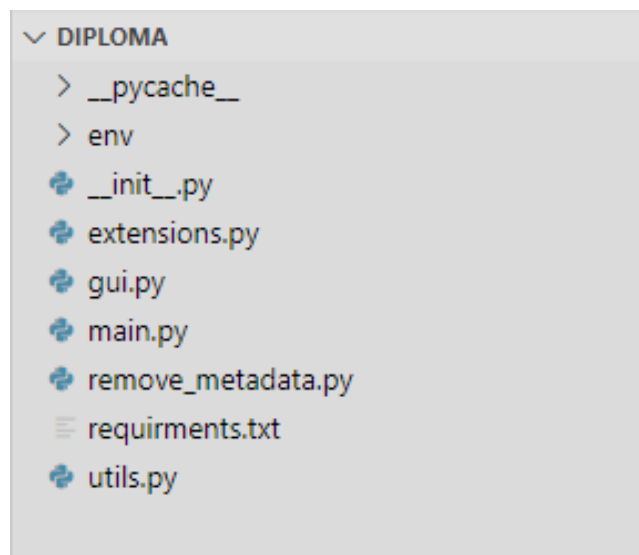 DIPLOMA
__pycache__
env
__init__.py
extensions.py
gui.py
main.py
remove_metadata.py
requirments.txt
utils.py